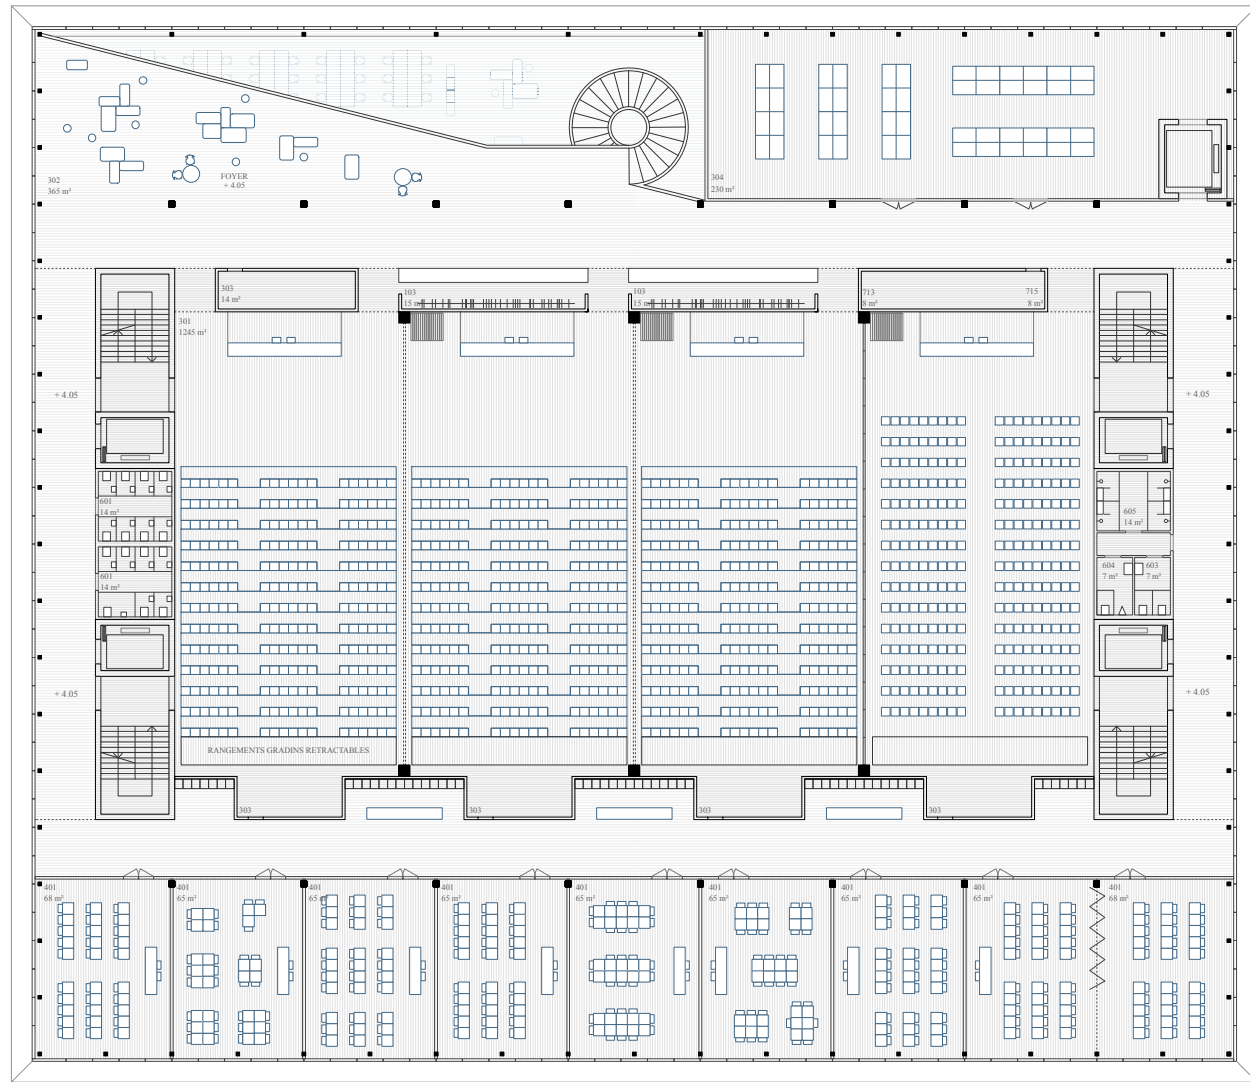 302
365 m²
FOYER
+ 4.05
304
230 m²
303
14 m²
103
15 m²
103
15 m²
713
8 m²
715
8 m²
301
1245 m²
+ 4.05
+ 4.05
601
14 m²
601
14 m²
605
14 m²
604
7 m²
603
7 m²
+ 4.05
+ 4.05
RANGEMENTS GRADINS RETRACTABLES
303
303
303
303
401
68 m²
401
65 m²
401
65 m²
401
65 m²
401
65 m²
401
65 m²
401
65 m²
401
65 m²
401
68 m²